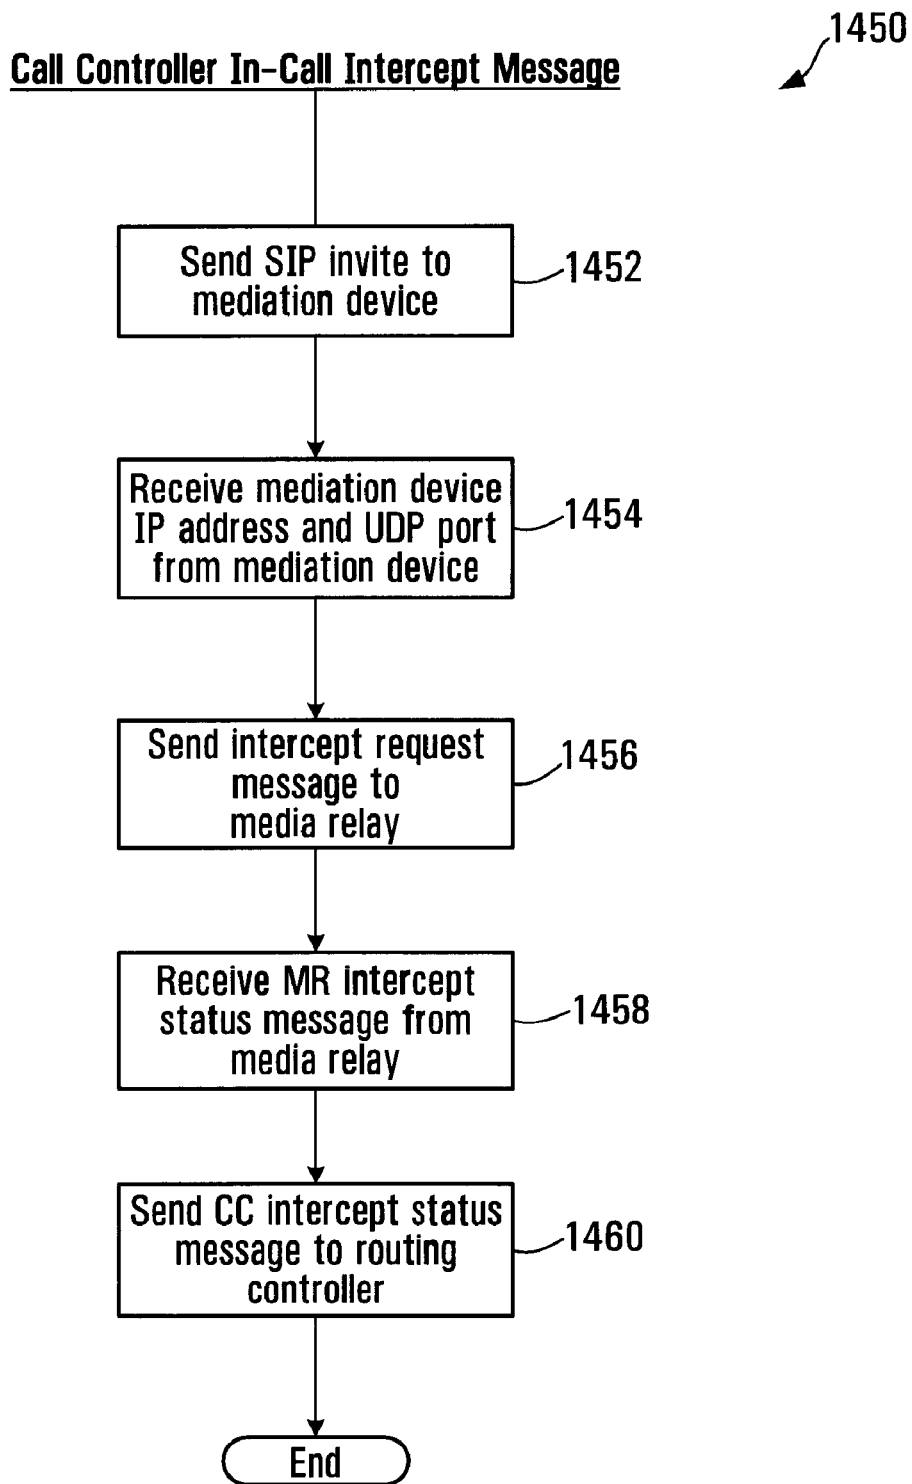 1450
Call Controller In-Call Intercept Message
Send SIP invite to
mediation device
1452
Receive mediation device
IP address and UDP port
from mediation device
1454
Send intercept request
message to
media relay
1456
Receive MR intercept
status message from
media relay
1458
Send CC intercept status
message to routing
controller
1460
End